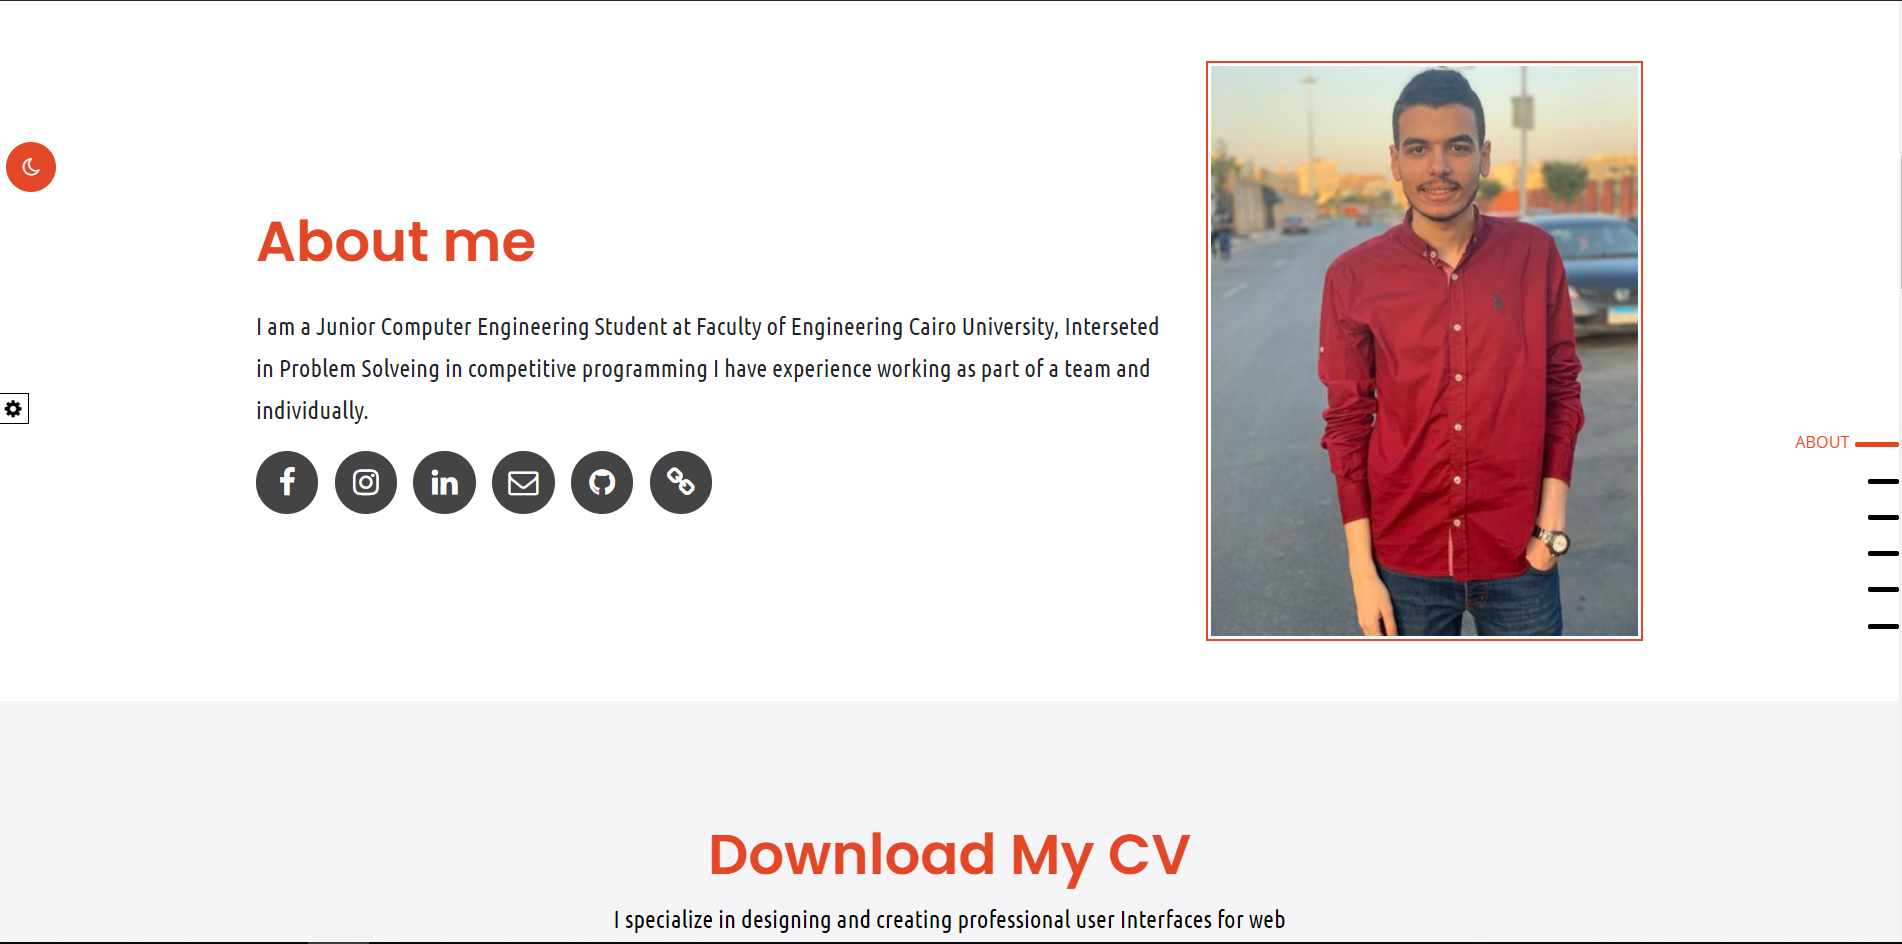 About me
I am a Junior Computer Engineering Student at Faculty of Engineering Cairo University, Interseted
in Problem Solveing in competitive programming I have experience working as part of a team and
individually.
ABOUT
Download My CV
I specialize in designing and creating professional user Interfaces for web